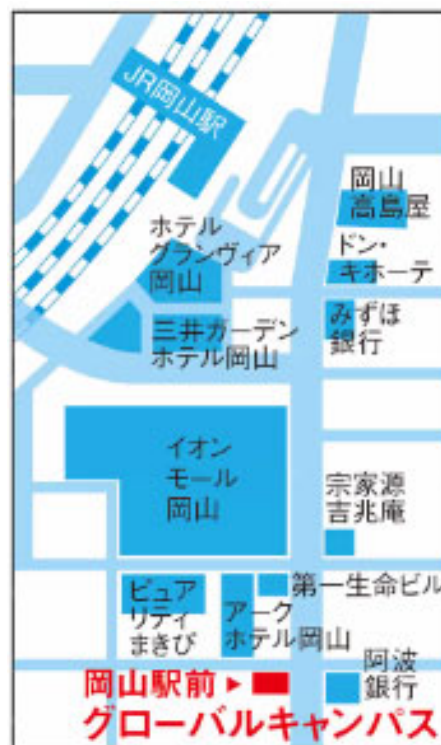 JR岡山駅
岡山
高島屋
ホテル
グランヴィア
岡山
ドン・
キホーテ
三井ガーデン
ホテル岡山
みずほ
銀行
イオン
モール
岡山
宗家源
吉兆庵
ピュア
リティ
まきび
アーク
ホテル岡山
第一生命ビル
阿波
銀行
岡山駅前▶
グローバルキャンパス